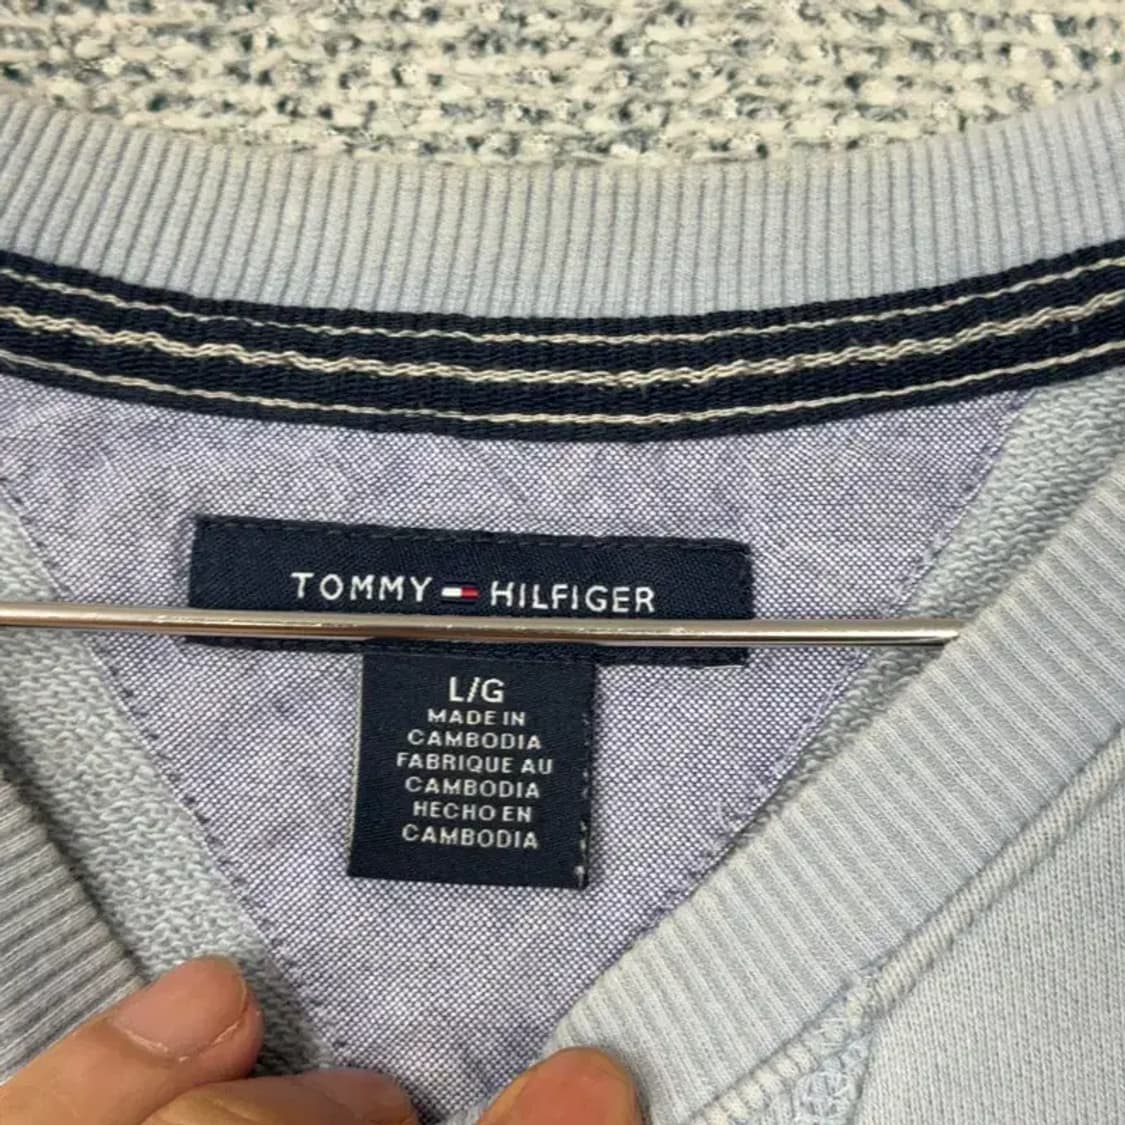 TOMMY HILFIGER
L/G
MADE IN
CAMBODIA
FABRIQUE AU
CAMBODIA
HECHO EN
CAMBODIA